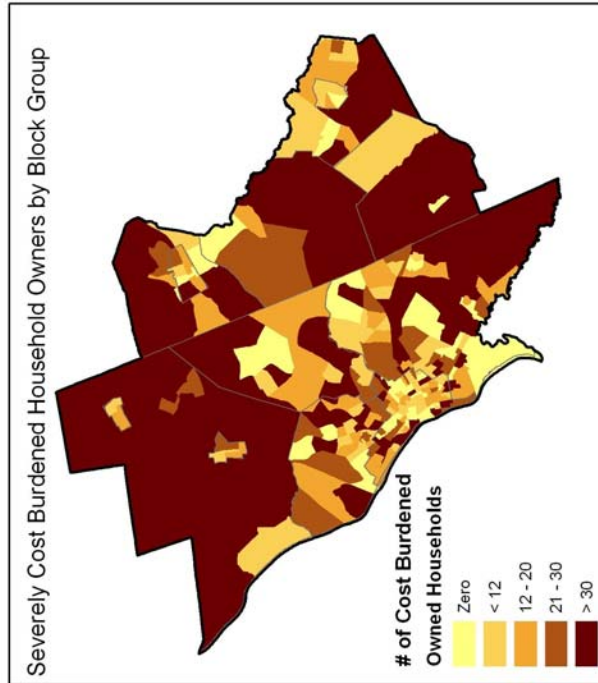 Severely Cost Burdened Household Owners by Block Group
# of Cost Burdened
Owned Households
Zero
< 12
12 - 20
21 - 30
> 30